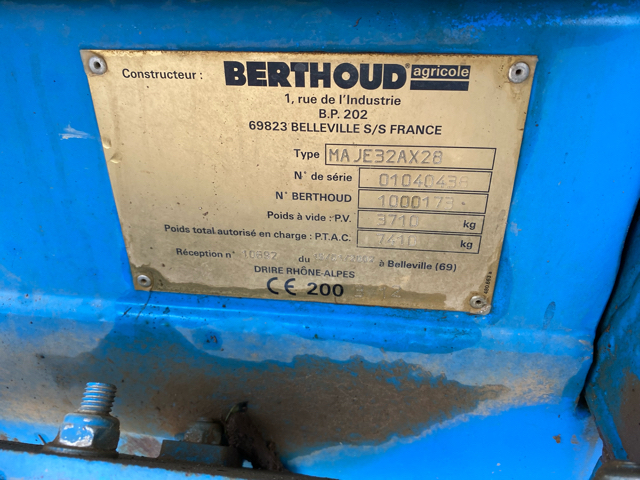 Constructeur : BERTHOUD agricole
1, rue de l'Industrie
B.P. 202
69823 BELLEVILLE S/S FRANCE
Type MAJE32AX28
N° de série 01040438
N° BERTHOUD 1000173
Poids à vide : P.V. 3710 kg
Poids total autorisé en charge : P.T.A.C. 7410 kg
Réception n° du à Belleville (69)
DRIRE RHÔNE-ALPES
CE 200